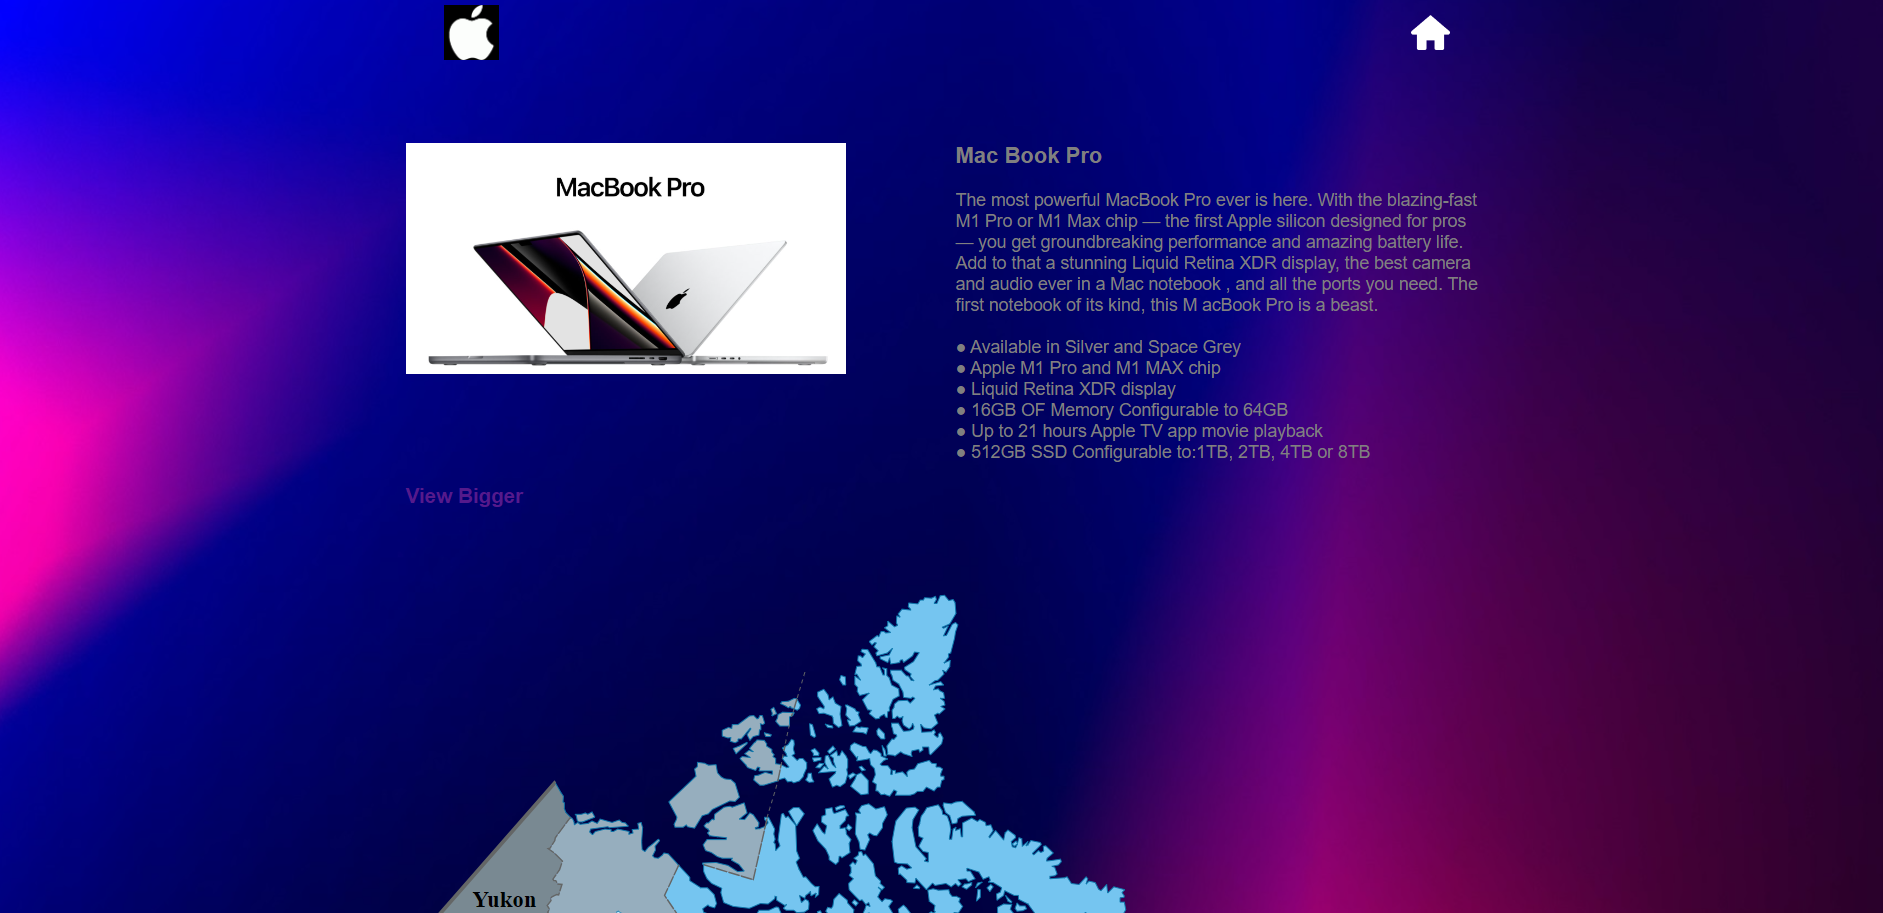 MacBook Pro
Mac Book Pro
The most powerful MacBook Pro ever is here. With the blazing-fast
M1 Pro or M1 Max chip — the first Apple silicon designed for pros
— you get groundbreaking performance and amazing battery life.
Add to that a stunning Liquid Retina XDR display, the best camera
and audio ever in a Mac notebook , and all the ports you need. The
first notebook of its kind, this M acBook Pro is a beast.
● Available in Silver and Space Grey
● Apple M1 Pro and M1 MAX chip
● Liquid Retina XDR display
● 16GB OF Memory Configurable to 64GB
● Up to 21 hours Apple TV app movie playback
● 512GB SSD Configurable to:1TB, 2TB, 4TB or 8TB
View Bigger
Yukon